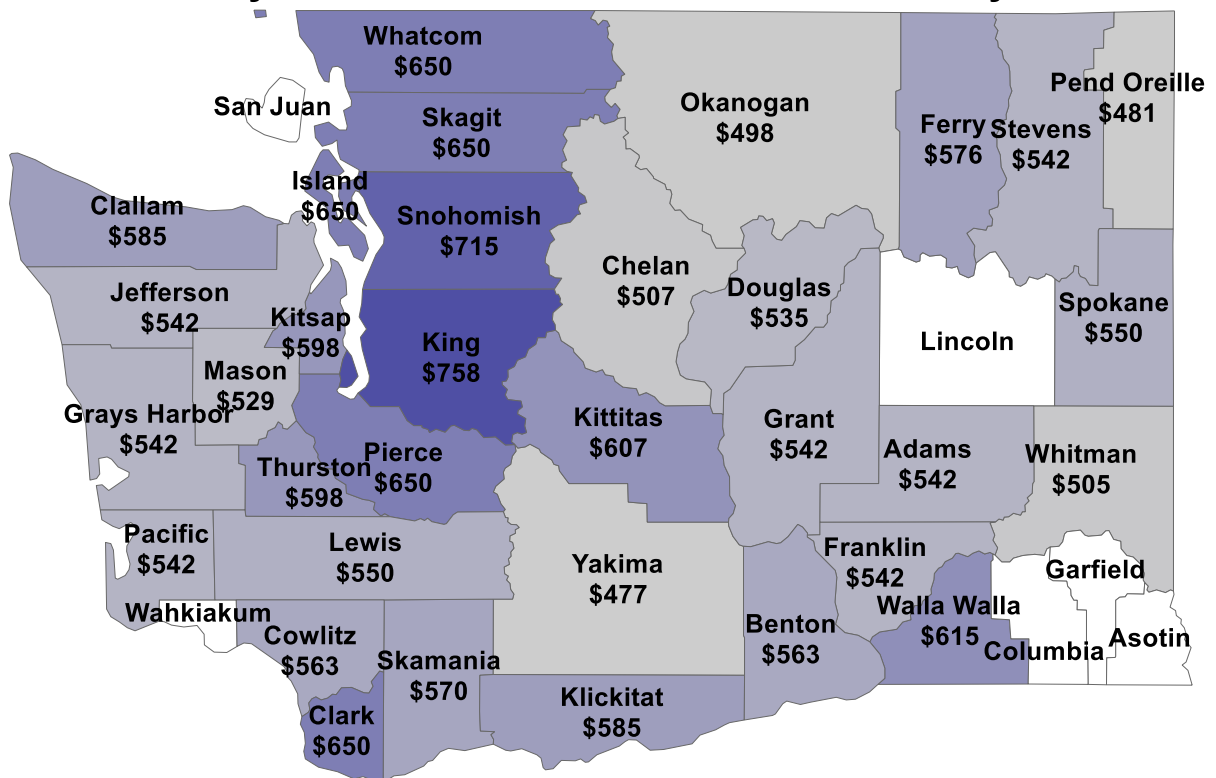 Whatcom
$650
San Juan
Skagit
$650
Okanogan
$498
Ferry
$576
Stevens
$542
Pend Oreille
$481
Island
$650
Clallam
$585
Snohomish
$715
Chelan
$507
Douglas
$535
Jefferson
$542
Kitsap
$598
King
$758
Lincoln
Spokane
$550
Mason
$529
Grays Harbor
$542
Kittitas
$607
Grant
$542
Adams
$542
Whitman
$505
Thurston
$598
Pierce
$650
Pacific
$542
Lewis
$550
Yakima
$477
Franklin
$542
Garfield
Wahkiakum
Cowlitz
$563
Skamania
$570
Benton
$563
Walla Walla
$615
Columbia
Asotin
Clark
$650
Klickitat
$585